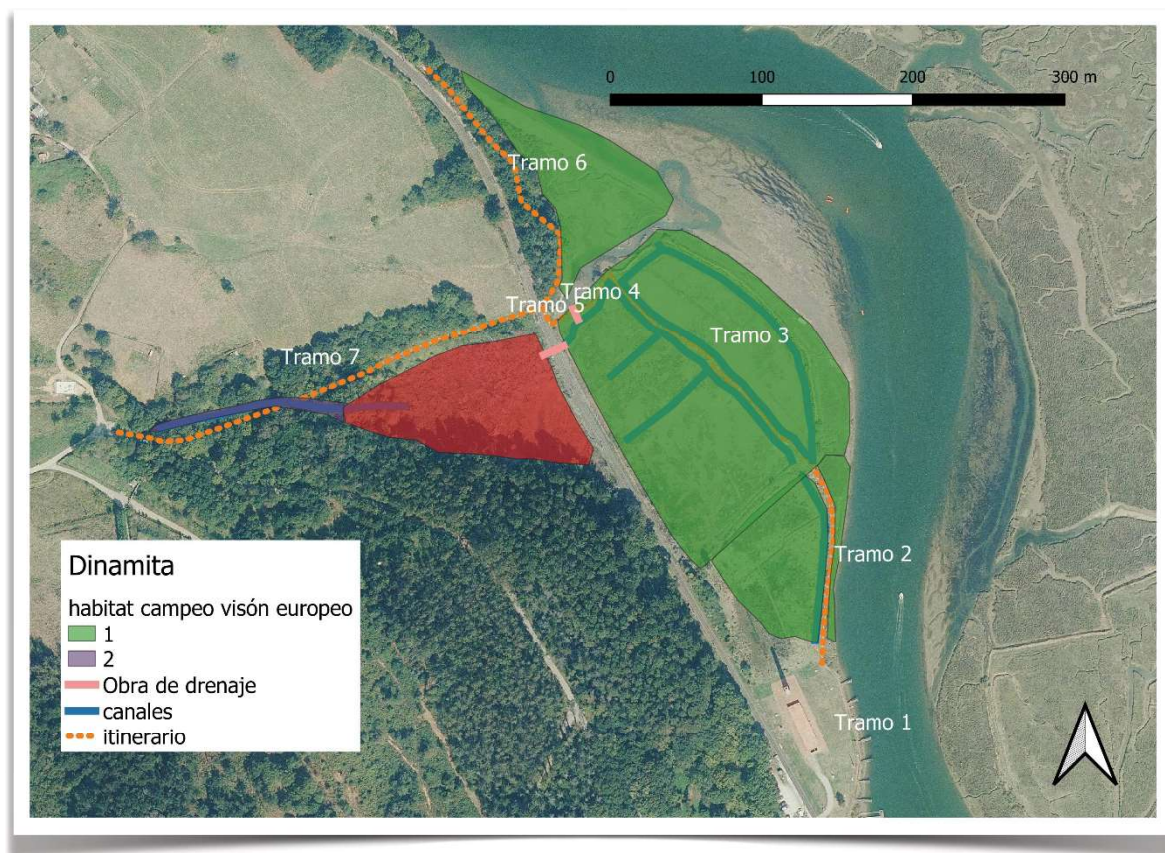 0 100 200 300 m
Tramo 6
Tramo 4
Tramo 5
Tramo 3
Tramo 7
Tramo 2
Tramo 1
Dinamita
habitat campeo visón europeo
1
2
Obra de drenaje
canales
itinerario